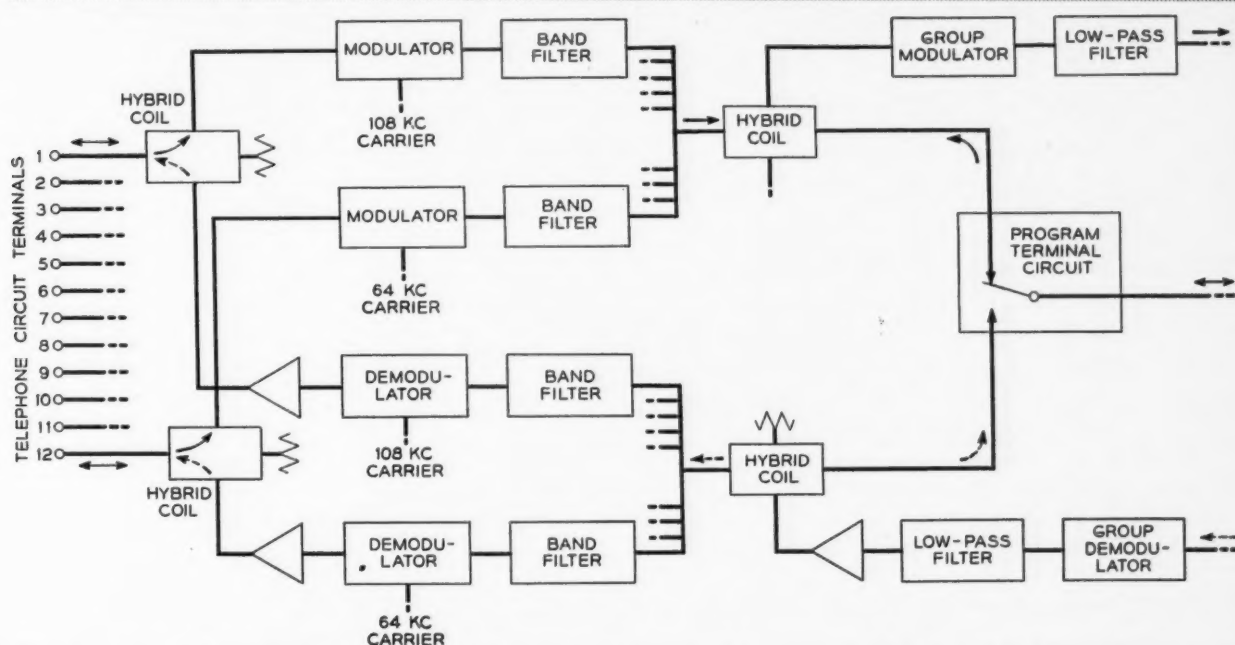 MODULATOR
BAND
FILTER
GROUP
MODULATOR
LOW-PASS
FILTER
HYBRID
COIL
108 KC
CARRIER
HYBRID
COIL
TELEPHONE CIRCUIT TERMINALS
1
2
3
4
5
6
7
8
9
10
11
12
MODULATOR
BAND
FILTER
64 KC
CARRIER
PROGRAM
TERMINAL
CIRCUIT
DEMODU-
LATOR
BAND
FILTER
108 KC
CARRIER
HYBRID
COIL
HYBRID
COIL
DEMODU-
LATOR
BAND
FILTER
LOW-PASS
FILTER
GROUP
DEMODU-
LATOR
64 KC
CARRIER